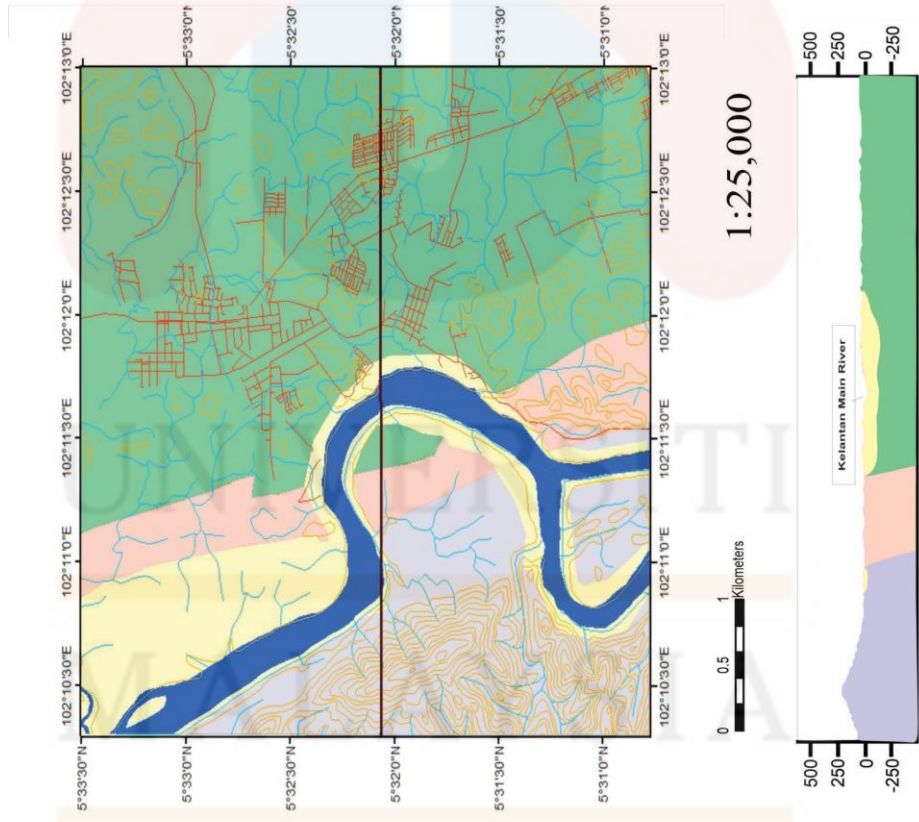 5°33'0"N
5°32'30"N
5°32'0"N
5°31'30"N
5°31'0"N
102°10'30"E
102°11'0"E
102°11'30"E
102°12'0"E
102°12'30"E
102°13'0"E
102°10'30"E
102°11'0"E
102°11'30"E
102°12'0"E
102°12'30"E
102°13'0"E
5°33'30"N
5°33'0"N
5°32'30"N
5°32'0"N
5°31'30"N
5°31'0"N
UNIVERSITI
MALAYSIA
1:25,000
0 0.5 1
Kilometers
500
250
0
-250
Kelantan Main River
500
250
0
-250